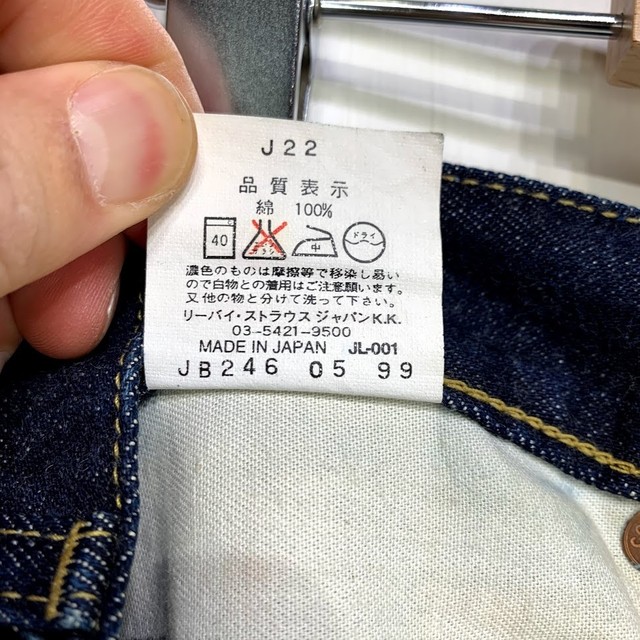 J22
品質表示
綿 100%
40 中 ドライ
濃色のものは摩擦等で移染し易い
ので白物との着用はご注意願います。
又他の物と分けて洗って下さい。
リーバイ・ストラウス ジャパンK.K.
03-5421-9500
MADE IN JAPAN JL-001
JB246 05 99